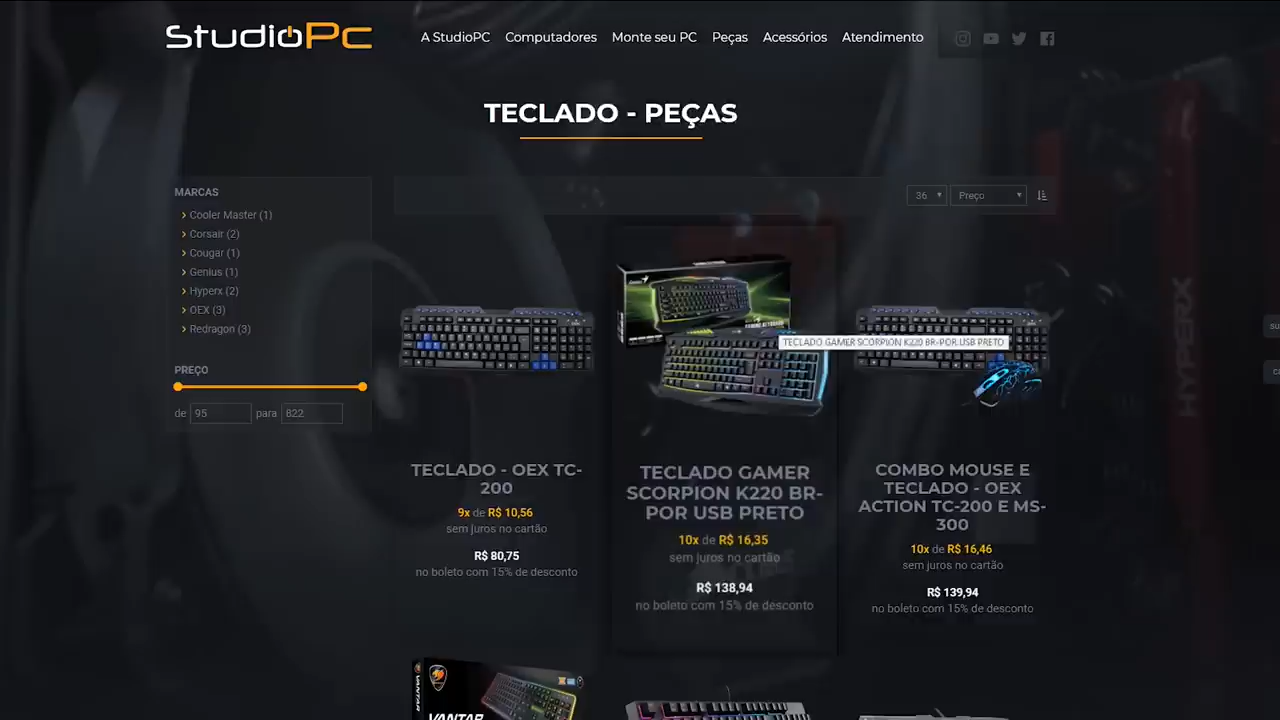 StudioPc
A StudioPC Computadores Monte seu PC Peças Acessórios Atendimento
TECLADO - PEÇAS
MARCAS
Cooler Master (1)
Corsair (2)
Cougar (1)
Genius (1)
Hyperx (2)
OEX (3)
Redragon (3)
PREÇO
de 95 para 822
36 Preço
TECLADO GAMER SCORPION K220 BR-POR USB PRETO
HYPERX
TECLADO - OEX TC-
200
9x de R$ 10,56
sem juros no cartão
R$ 80,75
no boleto com 15% de desconto
TECLADO GAMER
SCORPION K220 BR-
POR USB PRETO
10x de R$ 16,35
sem juros no cartão
R$ 138,94
no boleto com 15% de desconto
COMBO MOUSE E
TECLADO - OEX
ACTION TC-200 E MS-
300
10x de R$ 16,46
sem juros no cartão
R$ 139,94
no boleto com 15% de desconto
VANTAR
VANTAR